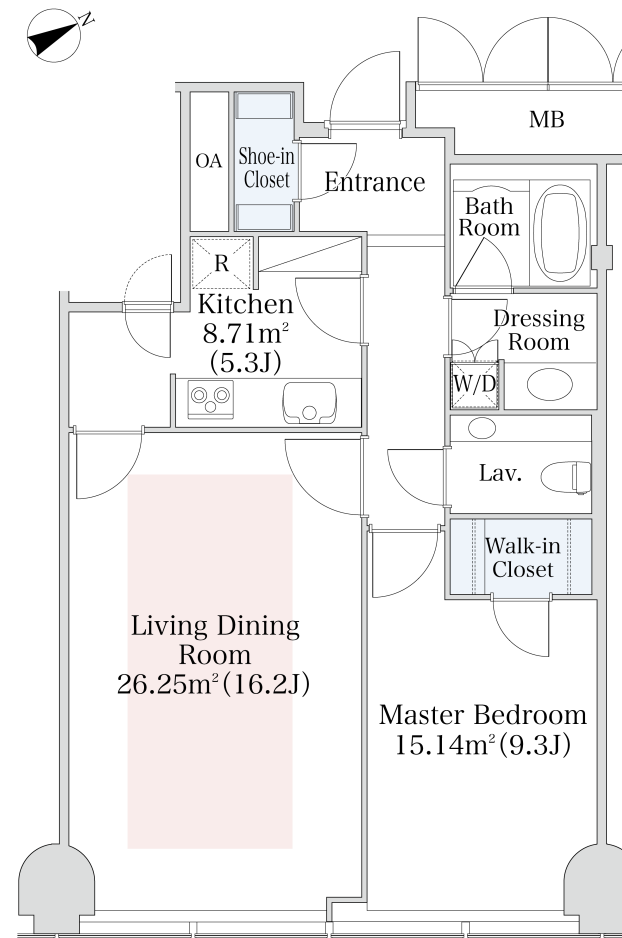 N
MB
OA
Shoe-in
Closet
Entrance
Bath
Room
R
Kitchen
8.71m²
(5.3J)
Dressing
Room
W/D
Lav.
Walk-in
Closet
Living Dining
Room
26.25m²(16.2J)
Master Bedroom
15.14m²(9.3J)